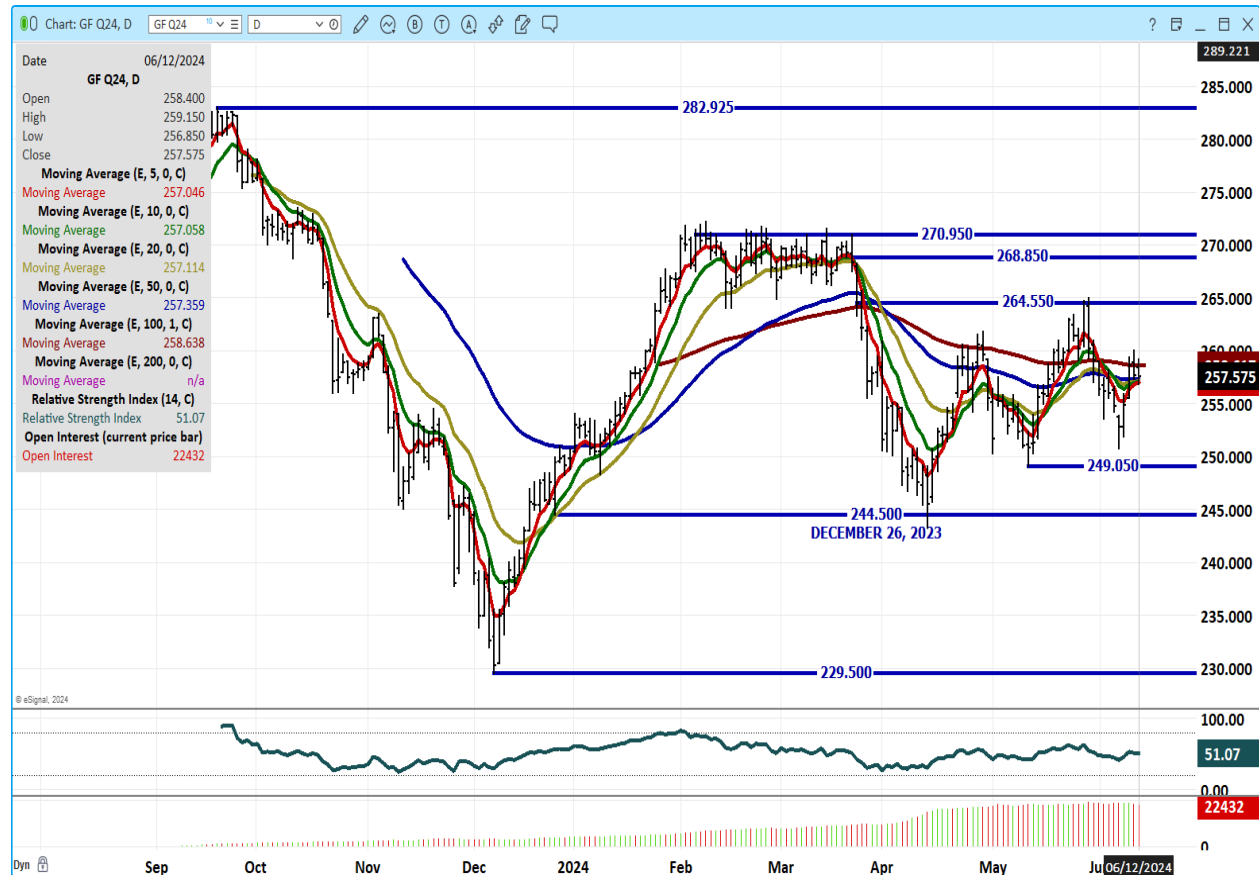 Chart: GF Q24, D
GF Q24 10
D
Date 06/12/2024
GF Q24, D
Open 258.400
High 259.150
Low 256.850
Close 257.575
Moving Average (E, 5, 0, C)
Moving Average 257.046
Moving Average (E, 10, 0, C)
Moving Average 257.058
Moving Average (E, 20, 0, C)
Moving Average 257.114
Moving Average (E, 50, 0, C)
Moving Average 257.359
Moving Average (E, 100, 1, C)
Moving Average 258.638
Moving Average (E, 200, 0, C)
Moving Average n/a
Relative Strength Index (14, C)
Relative Strength Index 51.07
Open Interest (current price bar)
Open Interest 22432
282.925
270.950
268.850
264.550
249.050
244.500
DECEMBER 26, 2023
229.500
289.221
285.000
280.000
275.000
270.000
265.000
260.000
257.575
255.000
250.000
245.000
240.000
235.000
230.000
© eSignal, 2024
100.00
51.07
0.00
22432
0
Dyn Sep Oct Nov Dec 2024 Feb Mar Apr May Ju 06/12/2024